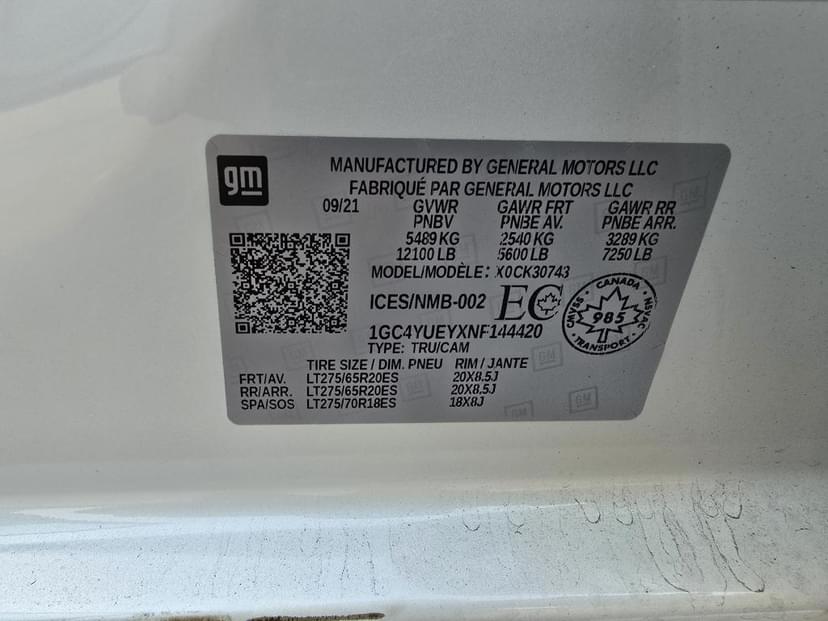 gm
MANUFACTURED BY GENERAL MOTORS LLC
FABRIQUÉ PAR GENERAL MOTORS LLC
09/21 GVWR GAWR FRT GAWR RR
PNBV PNBE AV. PNBE ARR.
5489 KG 2540 KG 3289 KG
12100 LB 5600 LB 7250 LB
MODEL/MODÈLE: X0CK30743
ICES/NMB-002 EC
CANADA
CMVSS 985 NSVAC
TRANSPORT
1GC4YUEYXNF144420
TYPE: TRU/CAM
TIRE SIZE / DIM. PNEU RIM / JANTE
FRT/AV. LT275/65R20ES 20X8.5J
RR/ARR. LT275/65R20ES 20X8.5J
SPA/SOS LT275/70R18ES 18X8J
GM
GM
GM